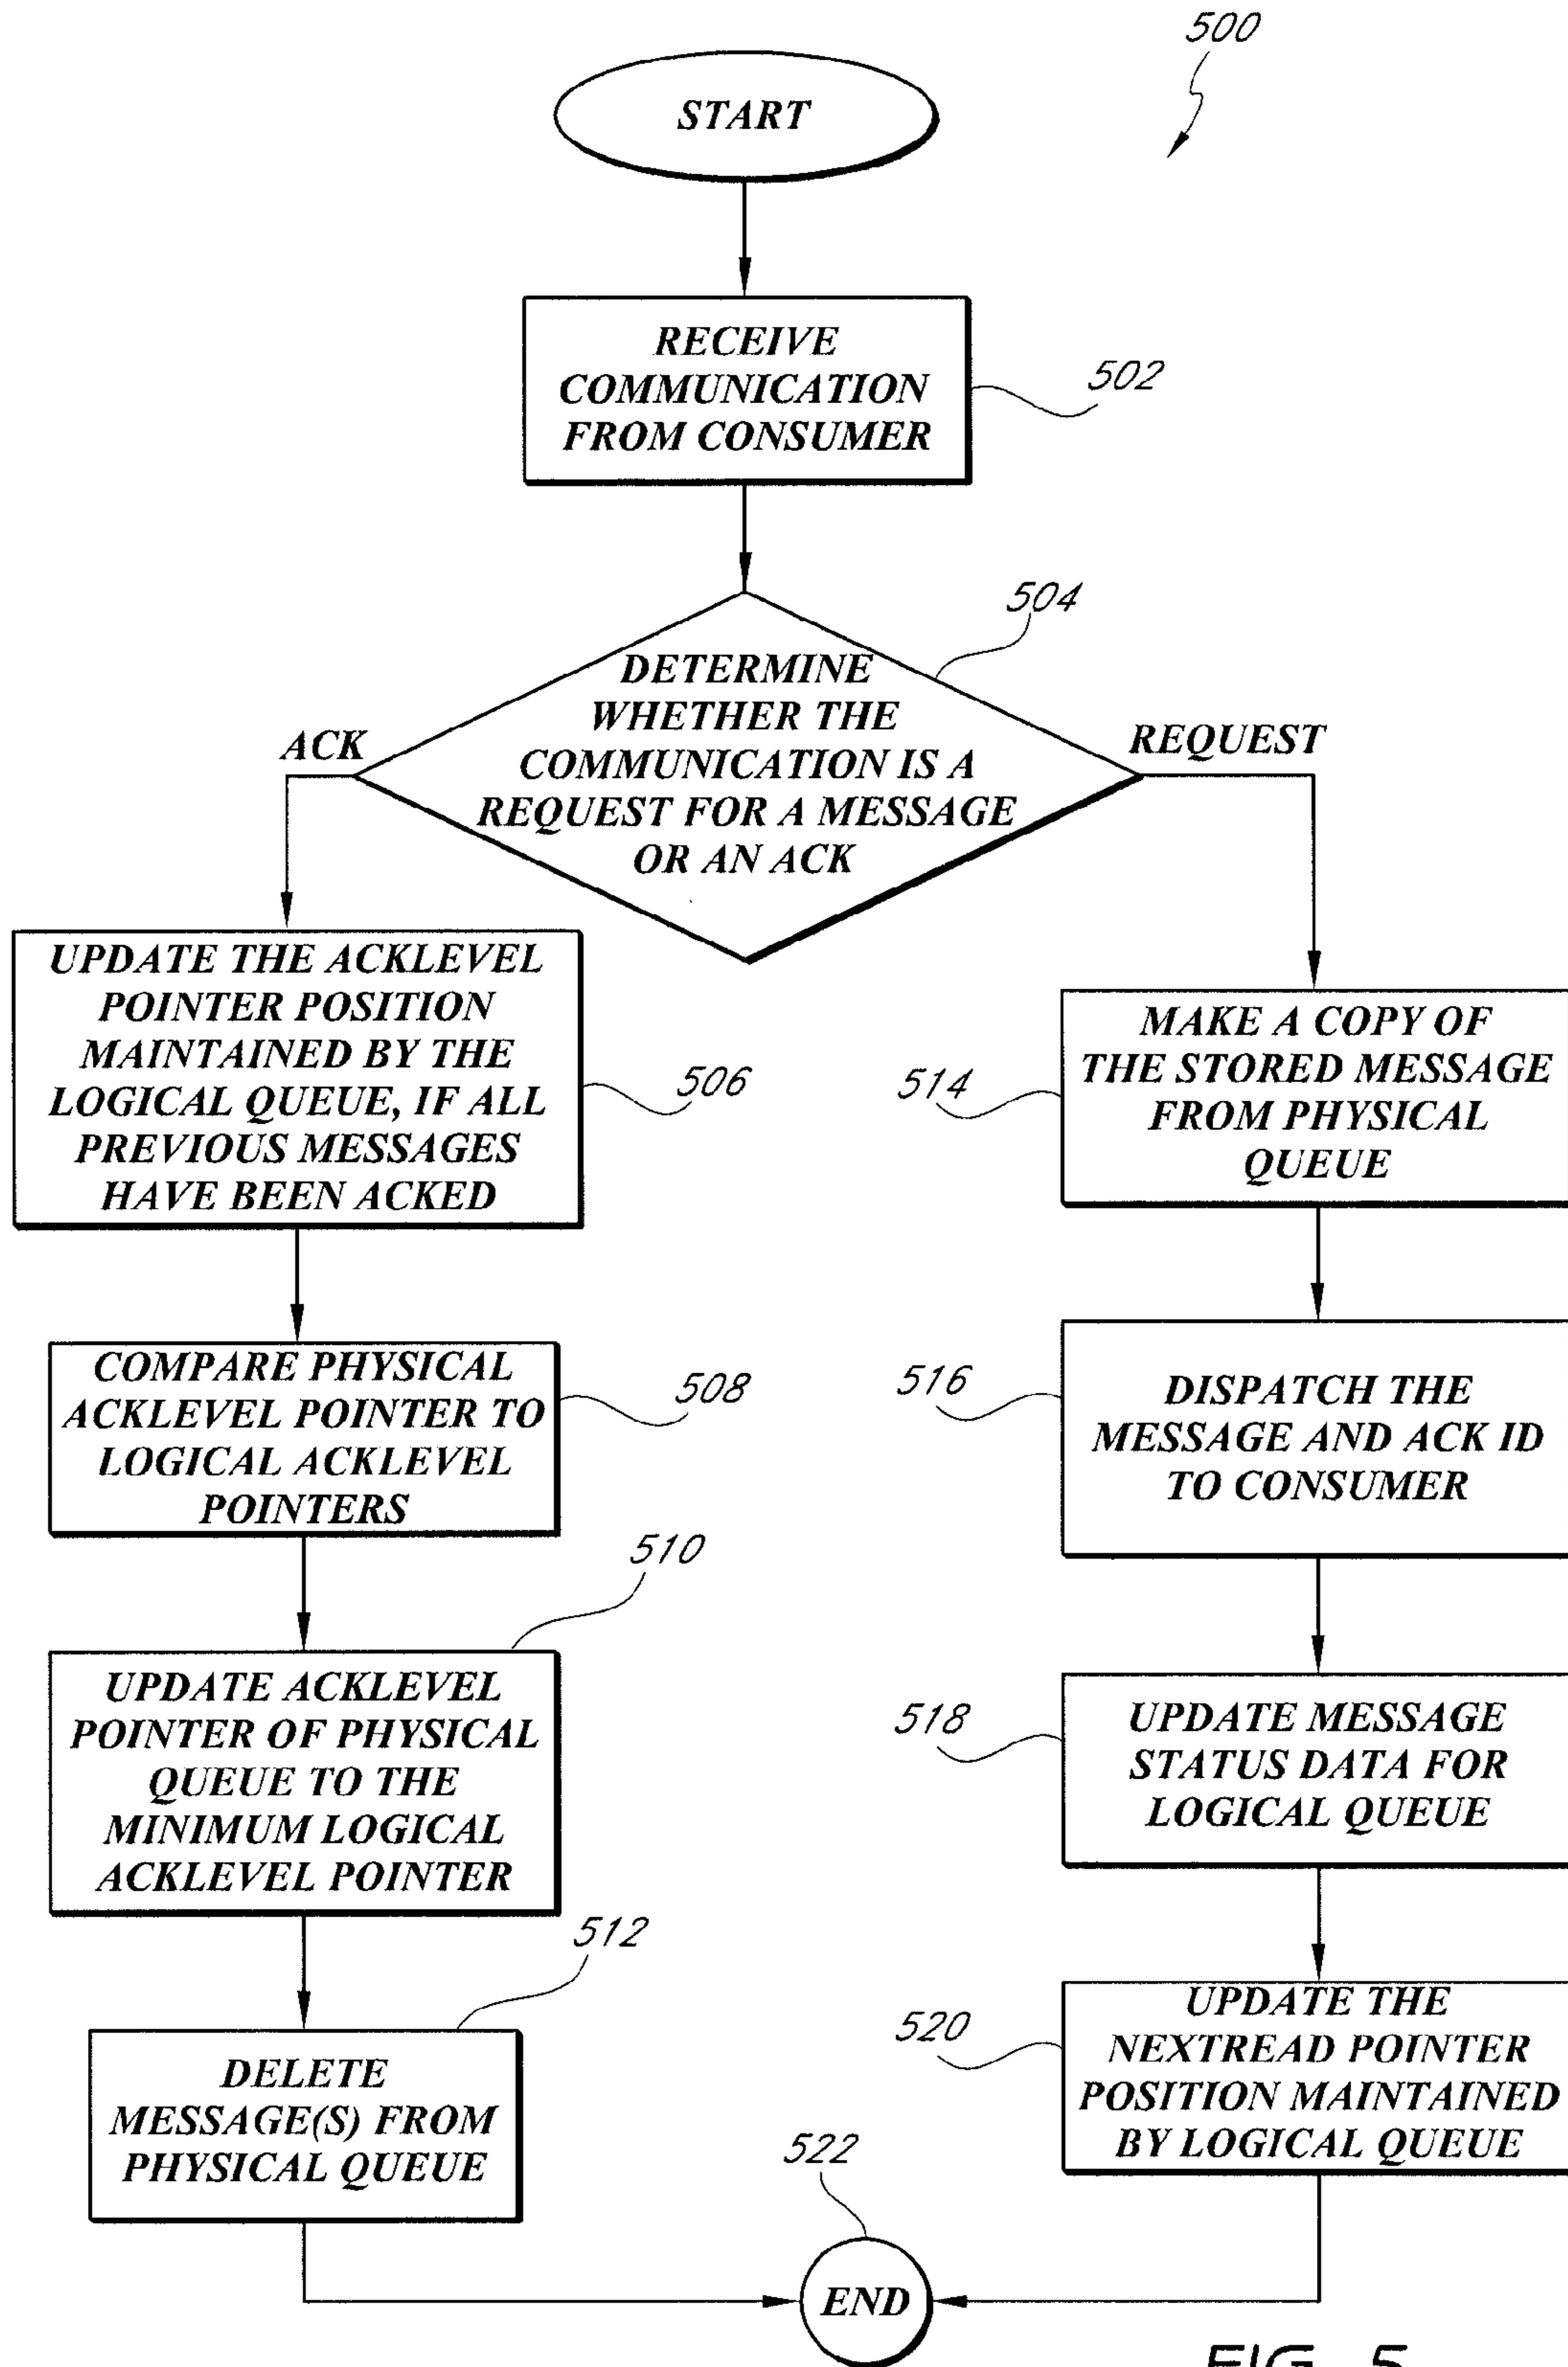 500
START
RECEIVE
COMMUNICATION
FROM CONSUMER
502
504
DETERMINE
WHETHER THE
COMMUNICATION IS A
REQUEST FOR A MESSAGE
OR AN ACK
ACK
REQUEST
UPDATE THE ACKLEVEL
POINTER POSITION
MAINTAINED BY THE
LOGICAL QUEUE, IF ALL
PREVIOUS MESSAGES
HAVE BEEN ACKED
506
COMPARE PHYSICAL
ACKLEVEL POINTER TO
LOGICAL ACKLEVEL
POINTERS
508
510
UPDATE ACKLEVEL
POINTER OF PHYSICAL
QUEUE TO THE
MINIMUM LOGICAL
ACKLEVEL POINTER
512
DELETE
MESSAGE(S) FROM
PHYSICAL QUEUE
514
MAKE A COPY OF
THE STORED MESSAGE
FROM PHYSICAL
QUEUE
516
DISPATCH THE
MESSAGE AND ACK ID
TO CONSUMER
518
UPDATE MESSAGE
STATUS DATA FOR
LOGICAL QUEUE
520
UPDATE THE
NEXTREAD POINTER
POSITION MAINTAINED
BY LOGICAL QUEUE
522
END
FIG. 5